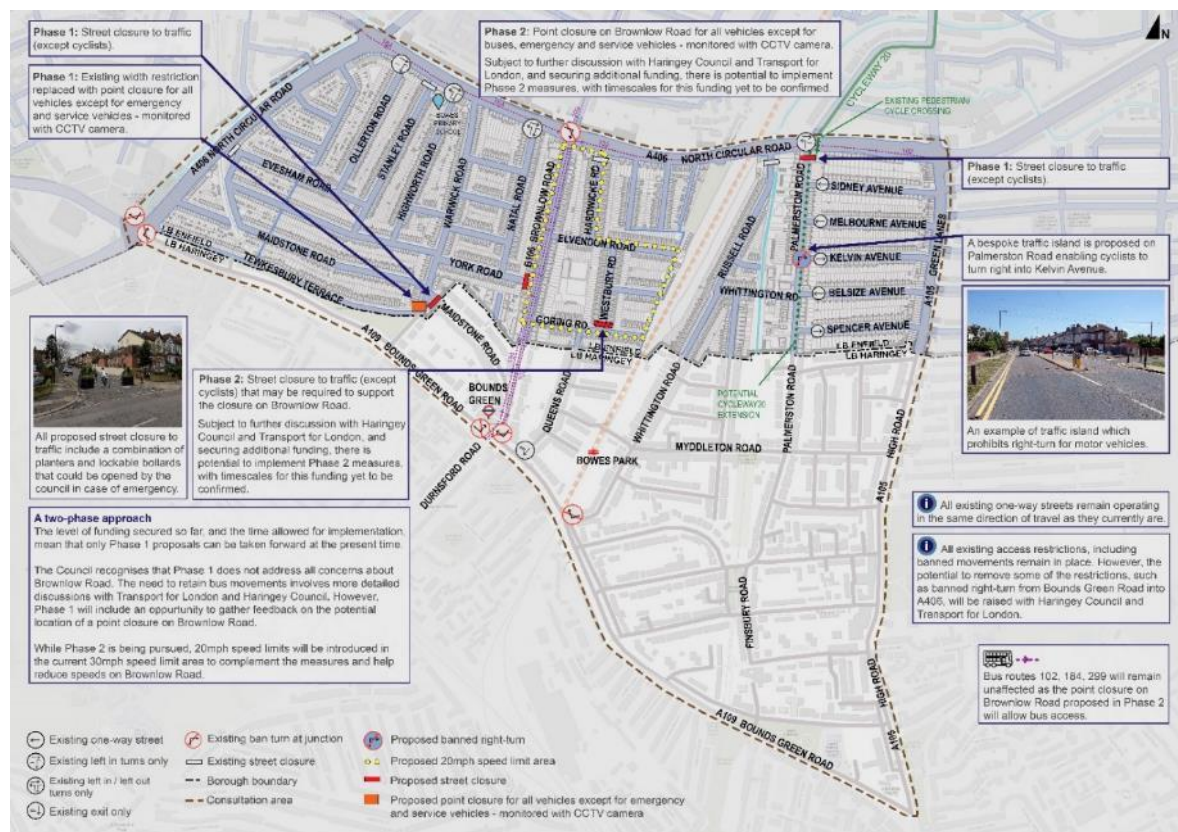 Phase 1: Street closure to traffic
(except cyclists).
Phase 1: Existing width restriction
replaced with point closure for all
vehicles except for emergency
and service vehicles - monitored
with CCTV camera.
Phase 2: Point closure on Brownlow Road for all vehicles except for
buses, emergency and service vehicles - monitored with CCTV camera.
Subject to further discussion with Haringey Council and Transport for
London, and securing additional funding, there is potential to implement
Phase 2 measures, with timescales for this funding yet to be confirmed.
N
CYCLEWAY 20
EXISTING PEDESTRIAN/
CYCLE CROSSING
Phase 1: Street closure to traffic
(except cyclists).
A bespoke traffic island is proposed on
Palmerston Road enabling cyclists to
turn right into Kelvin Avenue.
An example of traffic island which
prohibits right-turn for motor vehicles.
A406 NORTH CIRCULAR ROAD
OLLERTON ROAD
STANLEY ROAD
HIGHWORTH ROAD
WARWICK ROAD
BOWES
PRIMARY
SCHOOL
EVESHAM ROAD
NATAL ROAD
BROWNLOW ROAD
HARDWICKE RD
A406 NORTH CIRCULAR ROAD
PALMERSTON ROAD
SIDNEY AVENUE
MELBOURNE AVENUE
KELVIN AVENUE
BELSIZE AVENUE
SPENCER AVENUE
A105 GREEN LANES
ELVENDON ROAD
RUSSELL ROAD
WHITTINGTON RD
WESTBURY RD
GORING RD
YORK ROAD
MAIDSTONE ROAD
TEWKESBURY TERRACE
LB ENFIELD
LB HARINGEY
LB ENFIELD
LB HARINGEY
LB ENFIELD
LB HARINGEY
MAIDSTONE ROAD
A109 BOUNDS GREEN ROAD
BOUNDS
GREEN
QUEENS ROAD
DURNSFORD ROAD
WHITTINGTON ROAD
BOWES PARK
MYDDLETON ROAD
PALMERSTON ROAD
POTENTIAL
CYCLEWAY20
EXTENSION
HIGH ROAD
A105
FINSBURY ROAD
HIGH ROAD
A105
A109 BOUNDS GREEN ROAD
All proposed street closure to
traffic include a combination of
planters and lockable bollards
that could be opened by the
council in case of emergency.
Phase 2: Street closure to traffic (except
cyclists) that may be required to support
the closure on Brownlow Road.
Subject to further discussion with Haringey
Council and Transport for London, and
securing additional funding, there is
potential to implement Phase 2 measures,
with timescales for this funding yet to be
confirmed.
A two-phase approach
The level of funding secured so far, and the time allowed for implementation,
mean that only Phase 1 proposals can be taken forward at the present time.
The Council recognises that Phase 1 does not address all concerns about
Brownlow Road. The need to retain bus movements involves more detailed
discussions with Transport for London and Haringey Council. However,
Phase 1 will include an opportunity to gather feedback on the potential
location of a point closure on Brownlow Road.
While Phase 2 is being pursued, 20mph speed limits will be introduced in
the current 30mph speed limit area to complement the measures and help
reduce speeds on Brownlow Road.
i All existing one-way streets remain operating
in the same direction of travel as they currently are.
i All existing access restrictions, including
banned movements remain in place. However, the
potential to remove some of the restrictions, such
as banned right-turn from Bounds Green Road into
A406, will be raised with Haringey Council and
Transport for London.
Bus routes 102, 184, 299 will remain
unaffected as the point closure on
Brownlow Road proposed in Phase 2
will allow bus access.
Existing one-way street
Existing left in turns only
Existing left in / left out
turns only
Existing exit only
Existing ban turn at junction
Existing street closure
Borough boundary
Consultation area
Proposed banned right-turn
Proposed 20mph speed limit area
Proposed street closure
Proposed point closure for all vehicles except for emergency
and service vehicles - monitored with CCTV camera